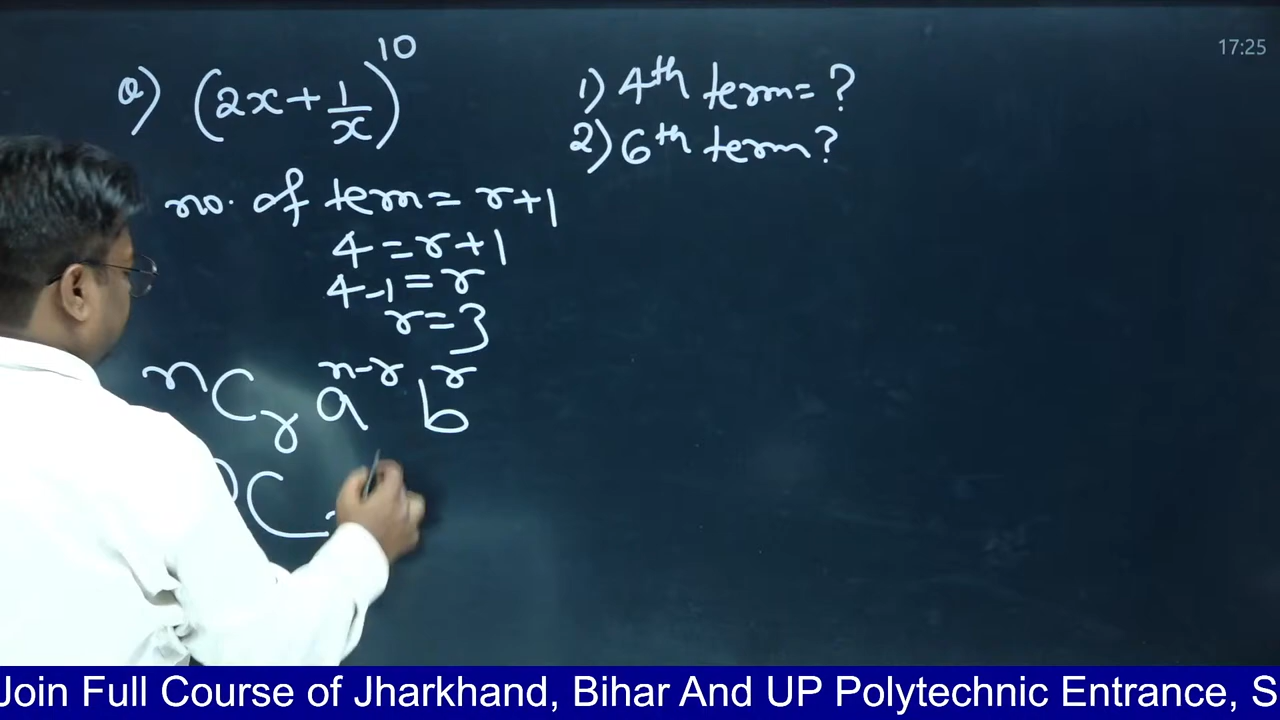 17:25
Q) (2x + 1/x)^10
1) 4th term = ?
2) 6th term ?
no. of term = r+1
4 = r+1
4-1 = r
r = 3
nCr a^n-r b^r
C
Join Full Course of Jharkhand, Bihar And UP Polytechnic Entrance, S